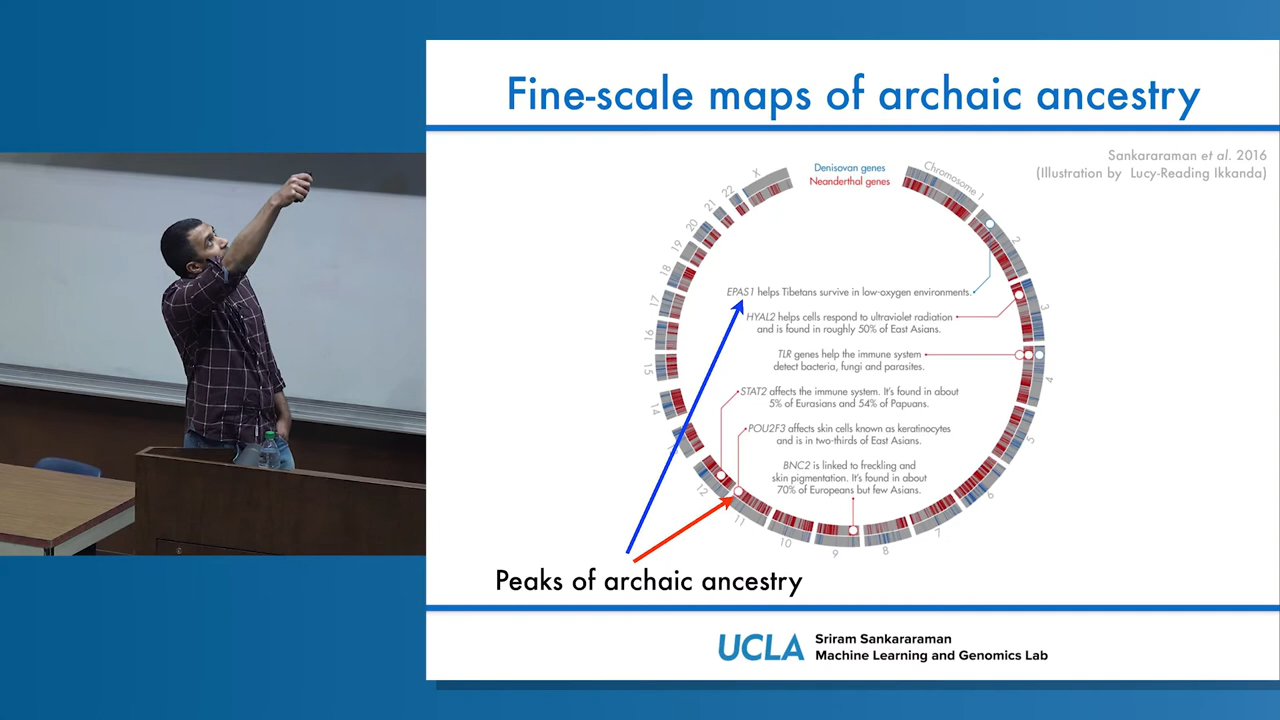 Fine-scale maps of archaic ancestry
Sankararaman et al. 2016
(Illustration by Lucy-Reading Ikkanda)
Denisovan genes
Neanderthal genes
Chromosome 1
2
3
4
5
6
7
8
9
10
11
12
14
15
16
17
18
19
20
21
22
X
EPAS1 helps Tibetans survive in low-oxygen environments.
HYAL2 helps cells respond to ultraviolet radiation
and is found in roughly 50% of East Asians.
TLR genes help the immune system
detect bacteria, fungi and parasites.
STAT2 affects the immune system. It's found in about
5% of Eurasians and 54% of Papuans.
POU2F3 affects skin cells known as keratinocytes
and is in two-thirds of East Asians.
BNC2 is linked to freckling and
skin pigmentation. It's found in about
70% of Europeans but few Asians.
Peaks of archaic ancestry
UCLA
Sriram Sankararaman
Machine Learning and Genomics Lab